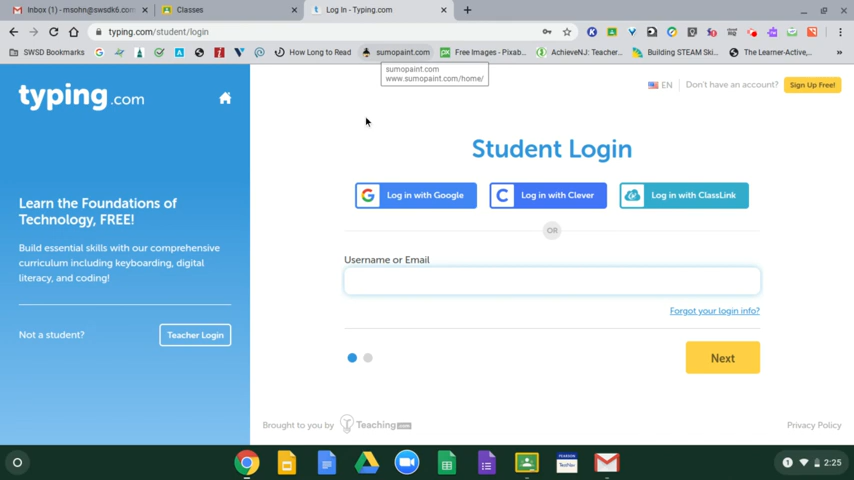 Inbox (1) - msohn@swsdk6.com
Classes
Log In - Typing.com
typing.com/student/login
SWSD Bookmarks
How Long to Read
sumopaint.com
Free Images - Pixab...
AchieveNJ: Teacher...
Building STEAM Ski...
The Learner-Active,...
sumopaint.com
www.sumopaint.com/home/
typing.com
EN
Don't have an account?
Sign Up Free!
Student Login
Log in with Google
Log in with Clever
Log in with ClassLink
OR
Learn the Foundations of
Technology, FREE!
Build essential skills with our comprehensive
curriculum including keyboarding, digital
literacy, and coding!
Username or Email
Forgot your login info?
Not a student?
Teacher Login
Next
Brought to you by
Teaching.com
Privacy Policy
1
2:25